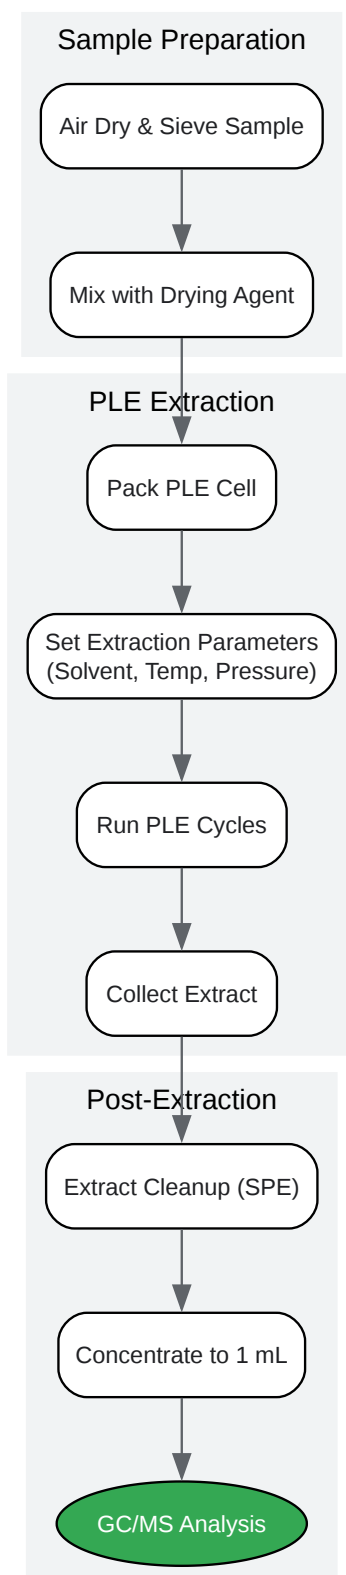 Sample Preparation
Air Dry & Sieve Sample
Mix with Drying Agent
PLE Extraction
Pack PLE Cell
Set Extraction Parameters
(Solvent, Temp, Pressure)
Run PLE Cycles
Collect Extract
Post-Extraction
Extract Cleanup (SPE)
Concentrate to 1 mL
GC/MS Analysis